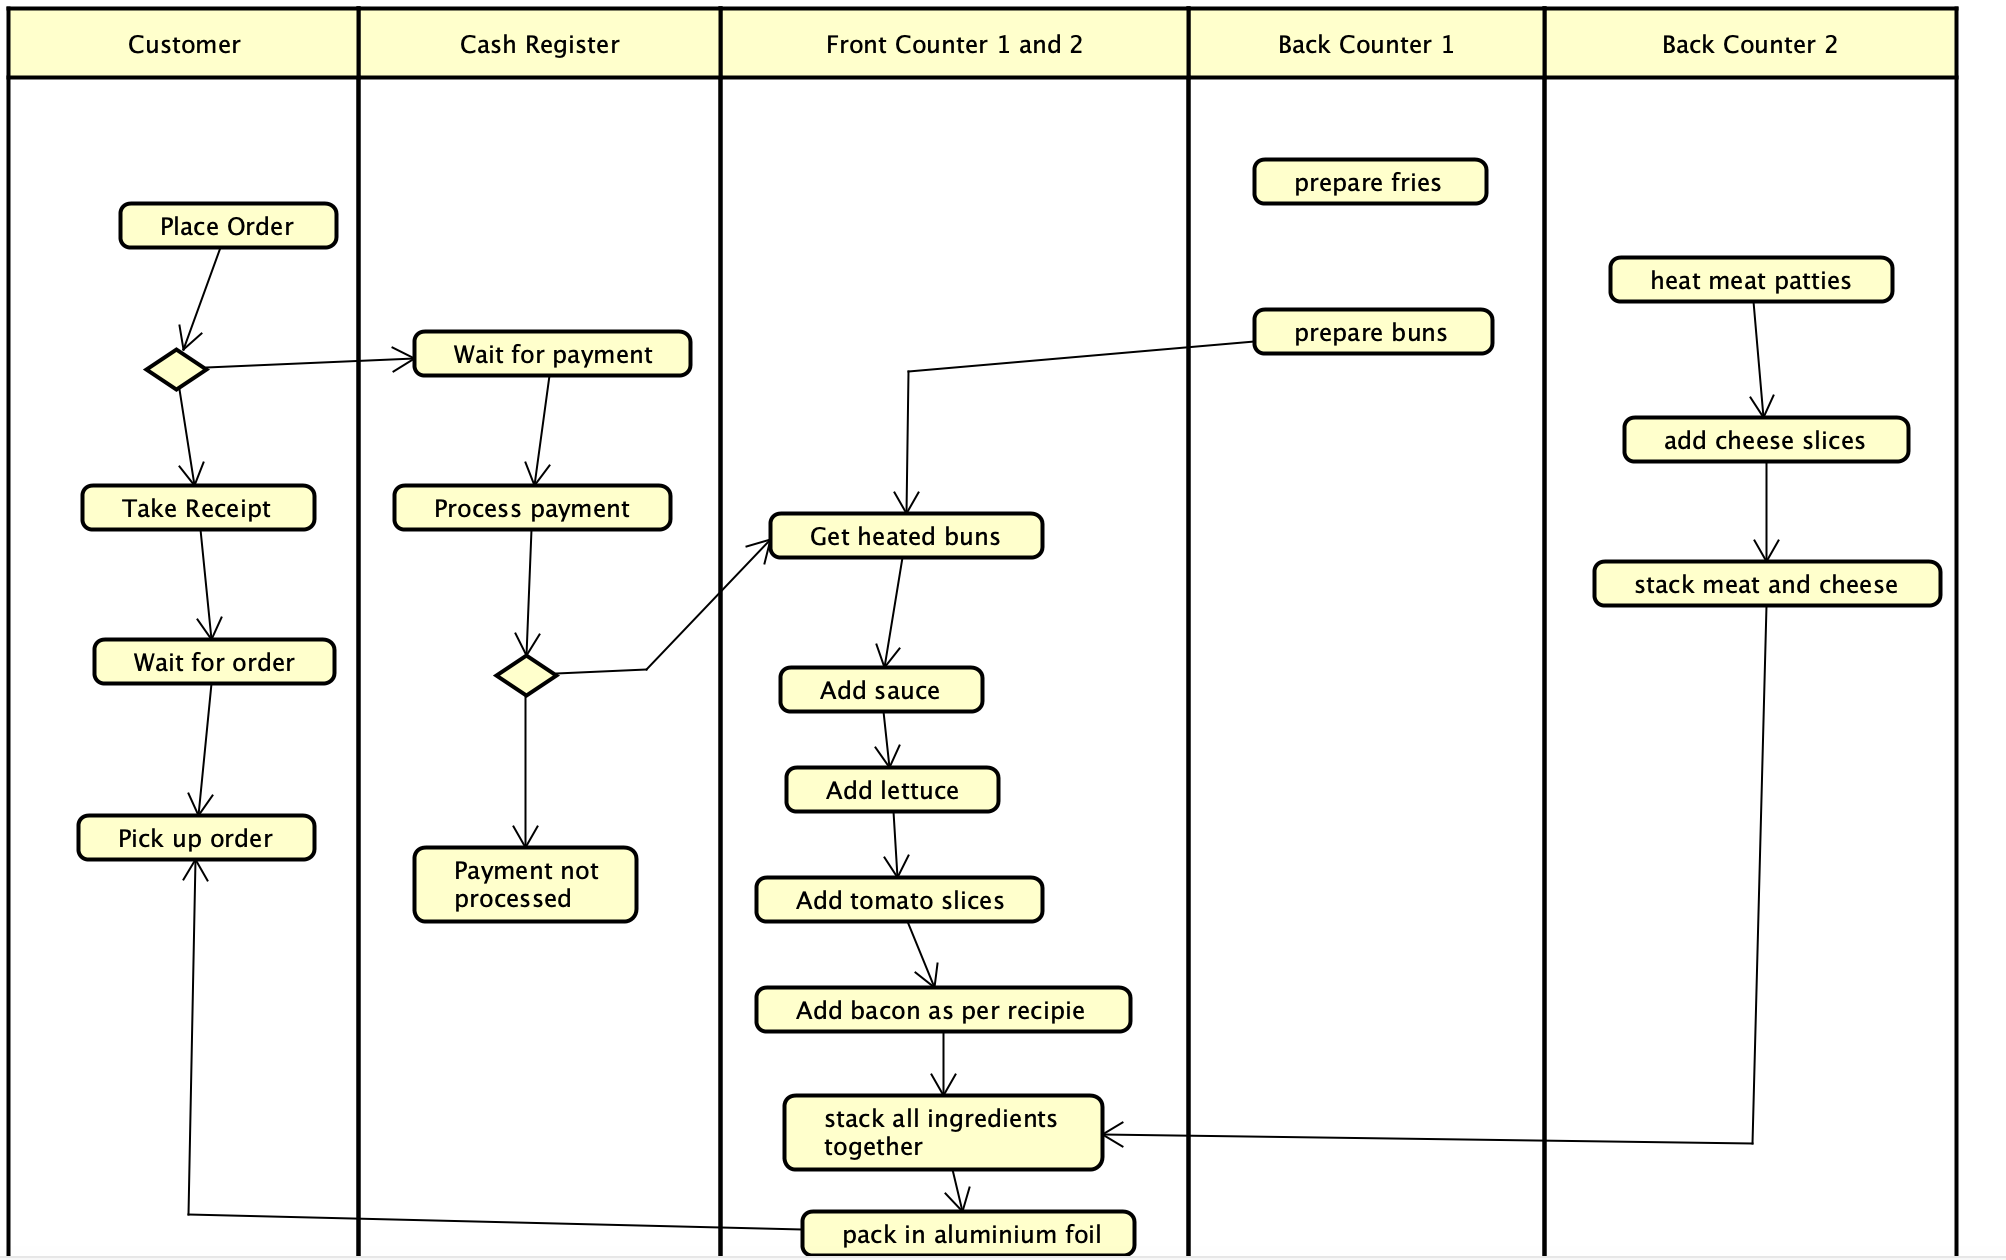 Customer
Cash Register
Front Counter 1 and 2
Back Counter 1
Back Counter 2
Place Order
Take Receipt
Wait for order
Pick up order
Wait for payment
Process payment
Payment not
processed
Get heated buns
Add sauce
Add lettuce
Add tomato slices
Add bacon as per recipie
stack all ingredients
together
pack in aluminium foil
prepare fries
prepare buns
heat meat patties
add cheese slices
stack meat and cheese